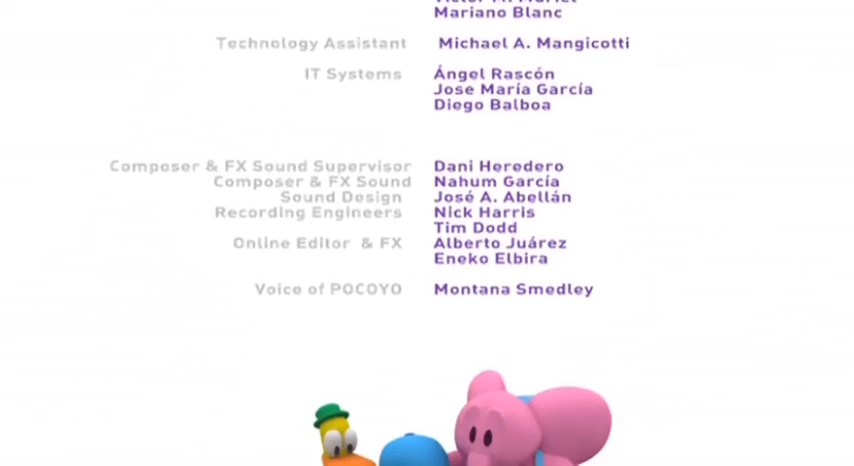 Mariano Blanc
Technology Assistant Michael A. Mangicotti
IT Systems Ángel Rascón
Jose María García
Diego Balboa
Composer & FX Sound Supervisor Dani Heredero
Composer & FX Sound Nahum García
Sound Design José A. Abellán
Recording Engineers Nick Harris
Tim Dodd
Online Editor & FX Alberto Juárez
Eneko Elbira
Voice of POCOYO Montana Smedley